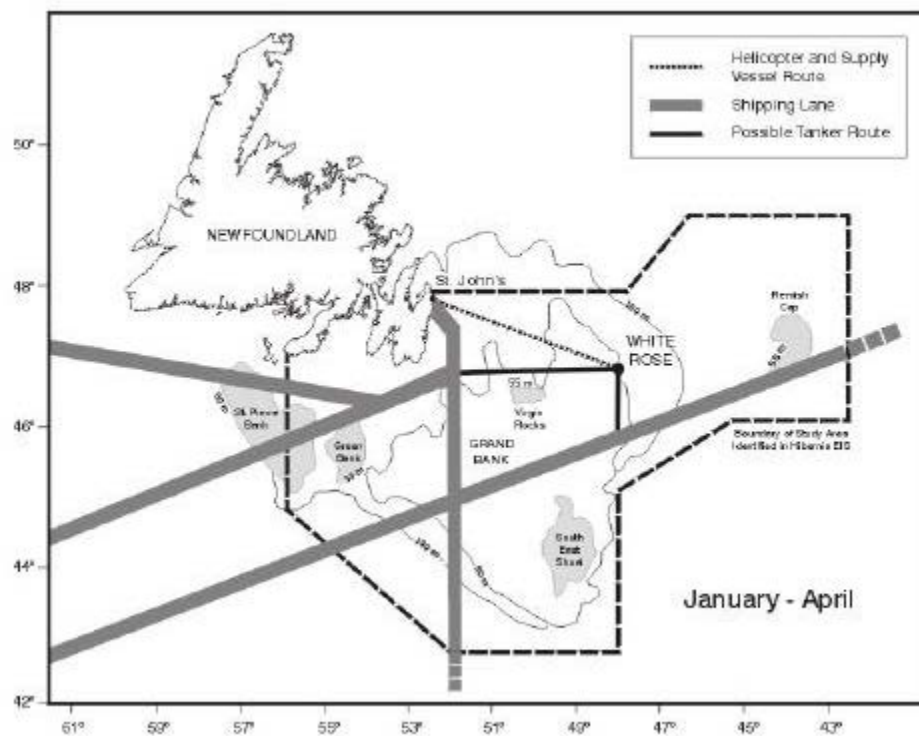 Helicopter and Supply
Vessel Route
Shipping Lane
Possible Tanker Route
50°
NEWFOUNDLAND
48°
St. John's
Flemish
Cap
WHITE
ROSE
55 m
Virgin
Rocks
46°
St. Pierre
Bank
Green
Bank
GRAND
BANK
Boundary of Study Area
Identified in Hibernia EIS
44°
South
East
Shoal
January - April
42°
61°
59°
57°
55°
53°
51°
49°
47°
45°
43°